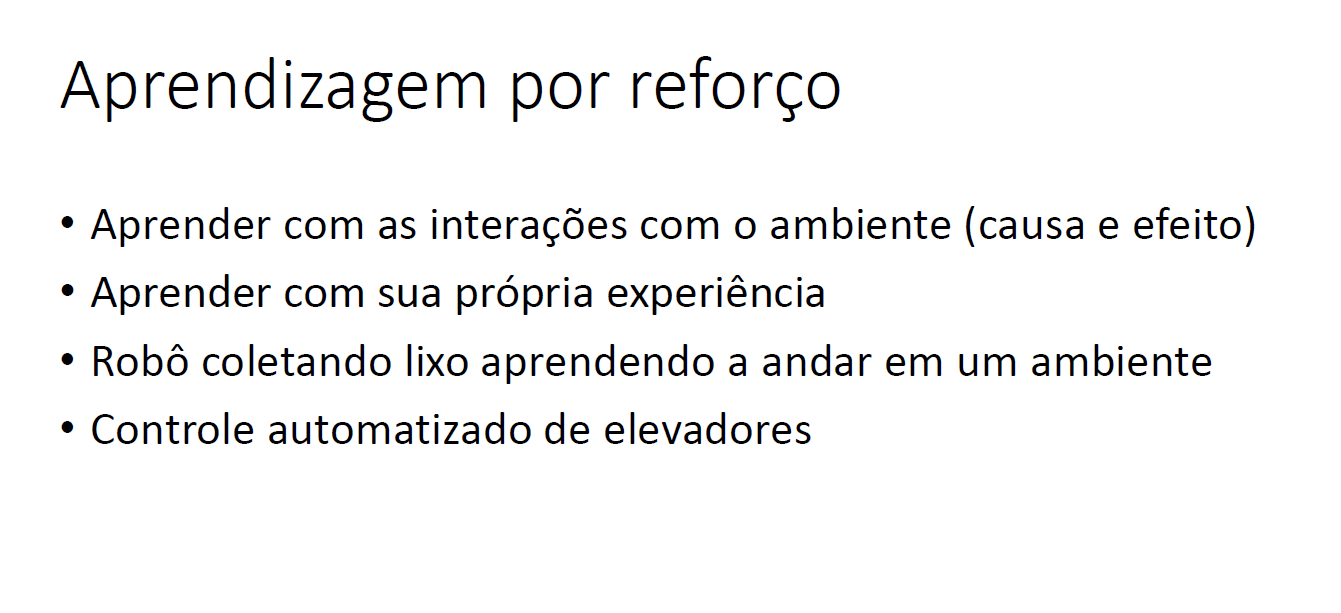 Aprendizagem por reforço
• Aprender com as interações com o ambiente (causa e efeito)
• Aprender com sua própria experiência
• Robô coletando lixo aprendendo a andar em um ambiente
• Controle automatizado de elevadores